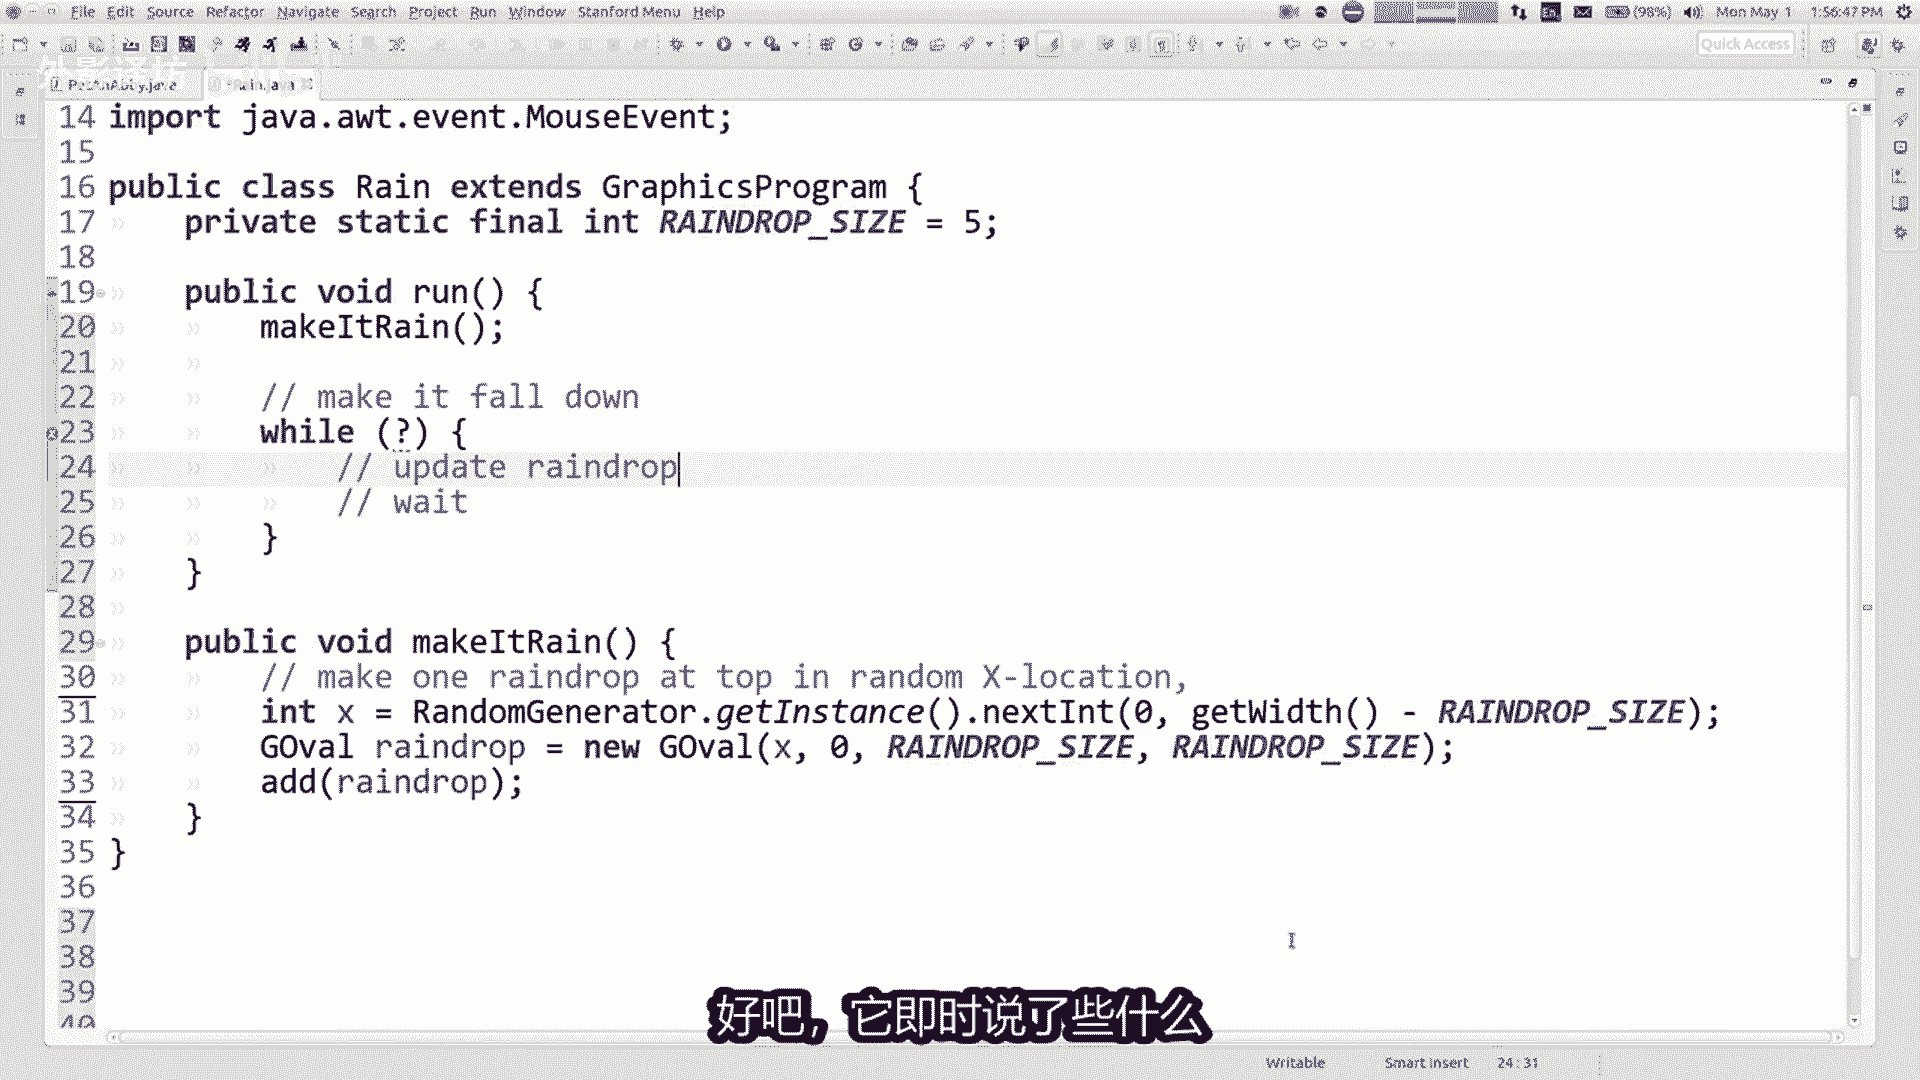 File Edit Source Refactor Navigate Search Project Run Window Stanford Menu Help (98%) Mon May 1 1:56:47 PM
Quick Access
外影译坊
14 import java.awt.event.MouseEvent;
15
16 public class Rain extends GraphicsProgram {
17 private static final int RAINDROP_SIZE = 5;
18
19 public void run() {
20 makeItRain();
21
22 // make it fall down
23 while (?) {
24 // update raindrop
25 // wait
26 }
27 }
28
29 public void makeItRain() {
30 // make one raindrop at top in random X-location,
31 int x = RandomGenerator.getInstance().nextInt(0, getWidth() - RAINDROP_SIZE);
32 GOval raindrop = new GOval(x, 0, RAINDROP_SIZE, RAINDROP_SIZE);
33 add(raindrop);
34 }
35 }
36
37
38
39
40
好吧，它即时说了些什么
Writable Smart Insert 24:31